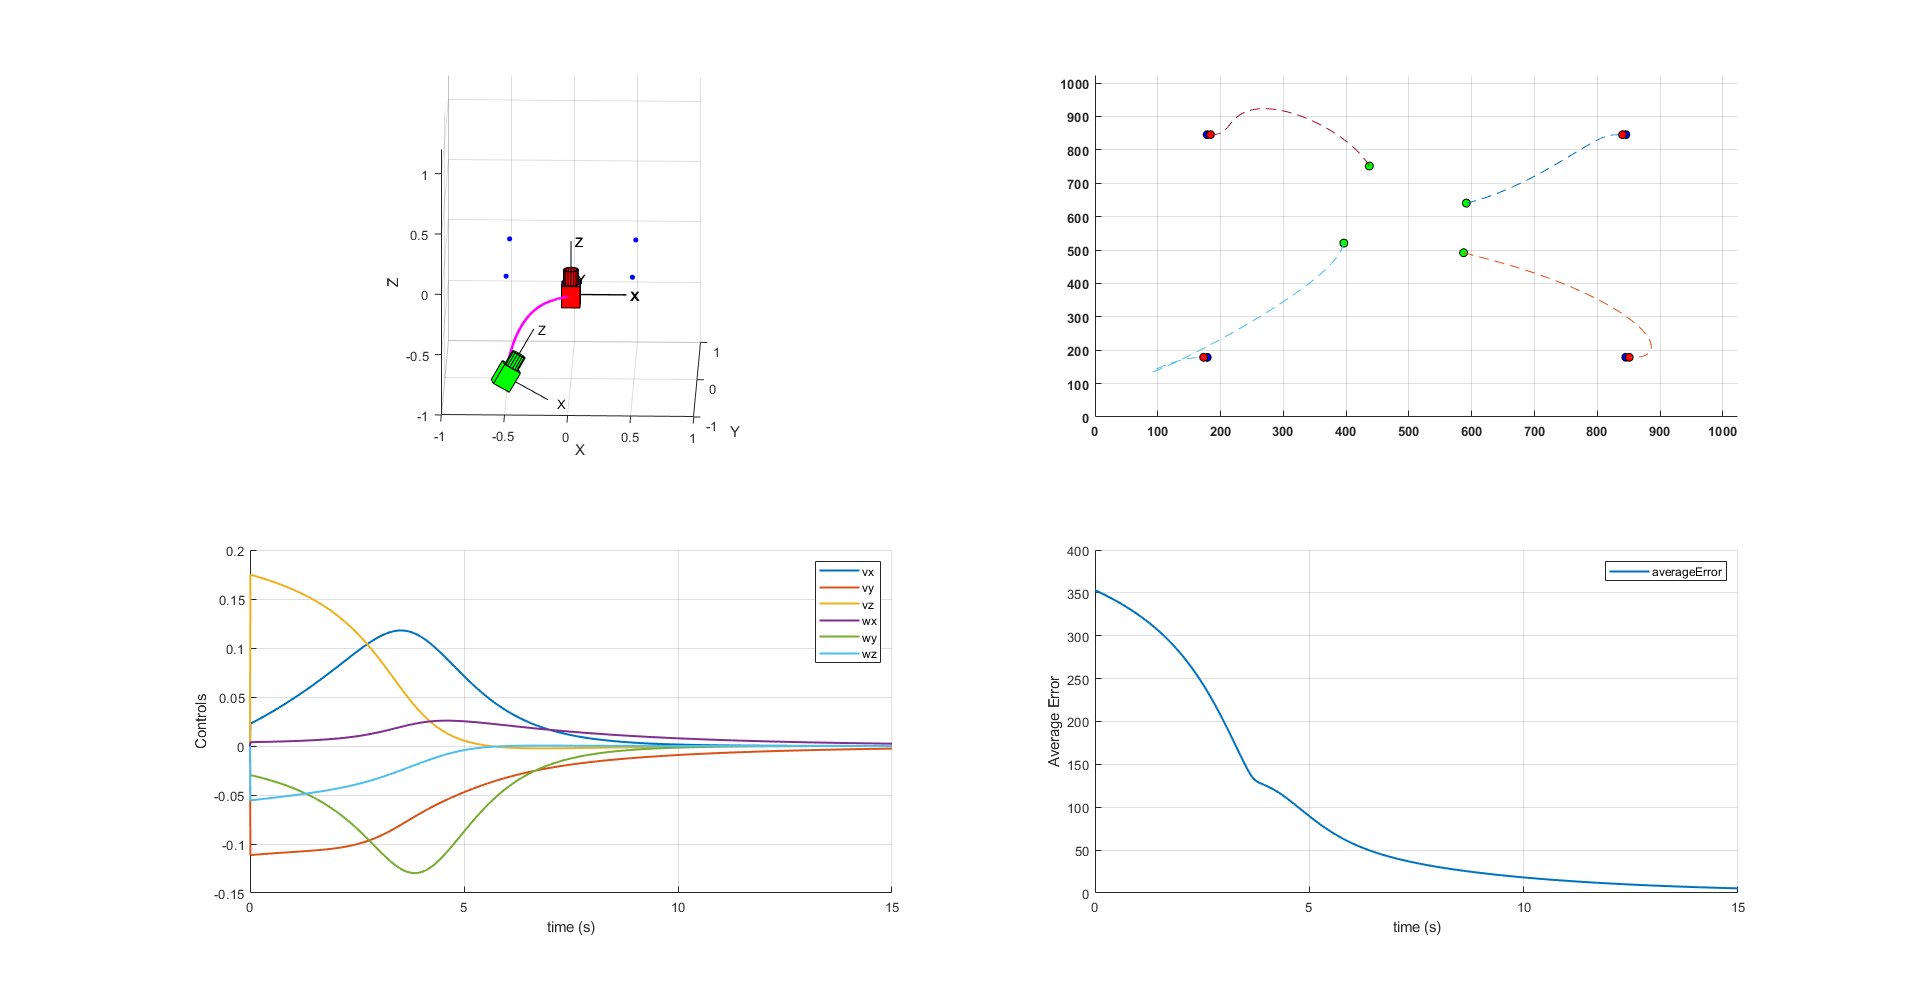 1
0.5
0
-0.5
-1
Z
-1
-0.5
0
0.5
1
X
-1
0
1
Y
Z
Y
X
Z
X
1000
900
800
700
600
500
400
300
200
100
0
0 100 200 300 400 500 600 700 800 900 1000
0.2
0.15
0.1
0.05
0
-0.05
-0.1
-0.15
Controls
vx
vy
vz
wx
wy
wz
0 5 10 15
time (s)
400
350
300
250
200
150
100
50
0
Average Error
averageError
0 5 10 15
time (s)